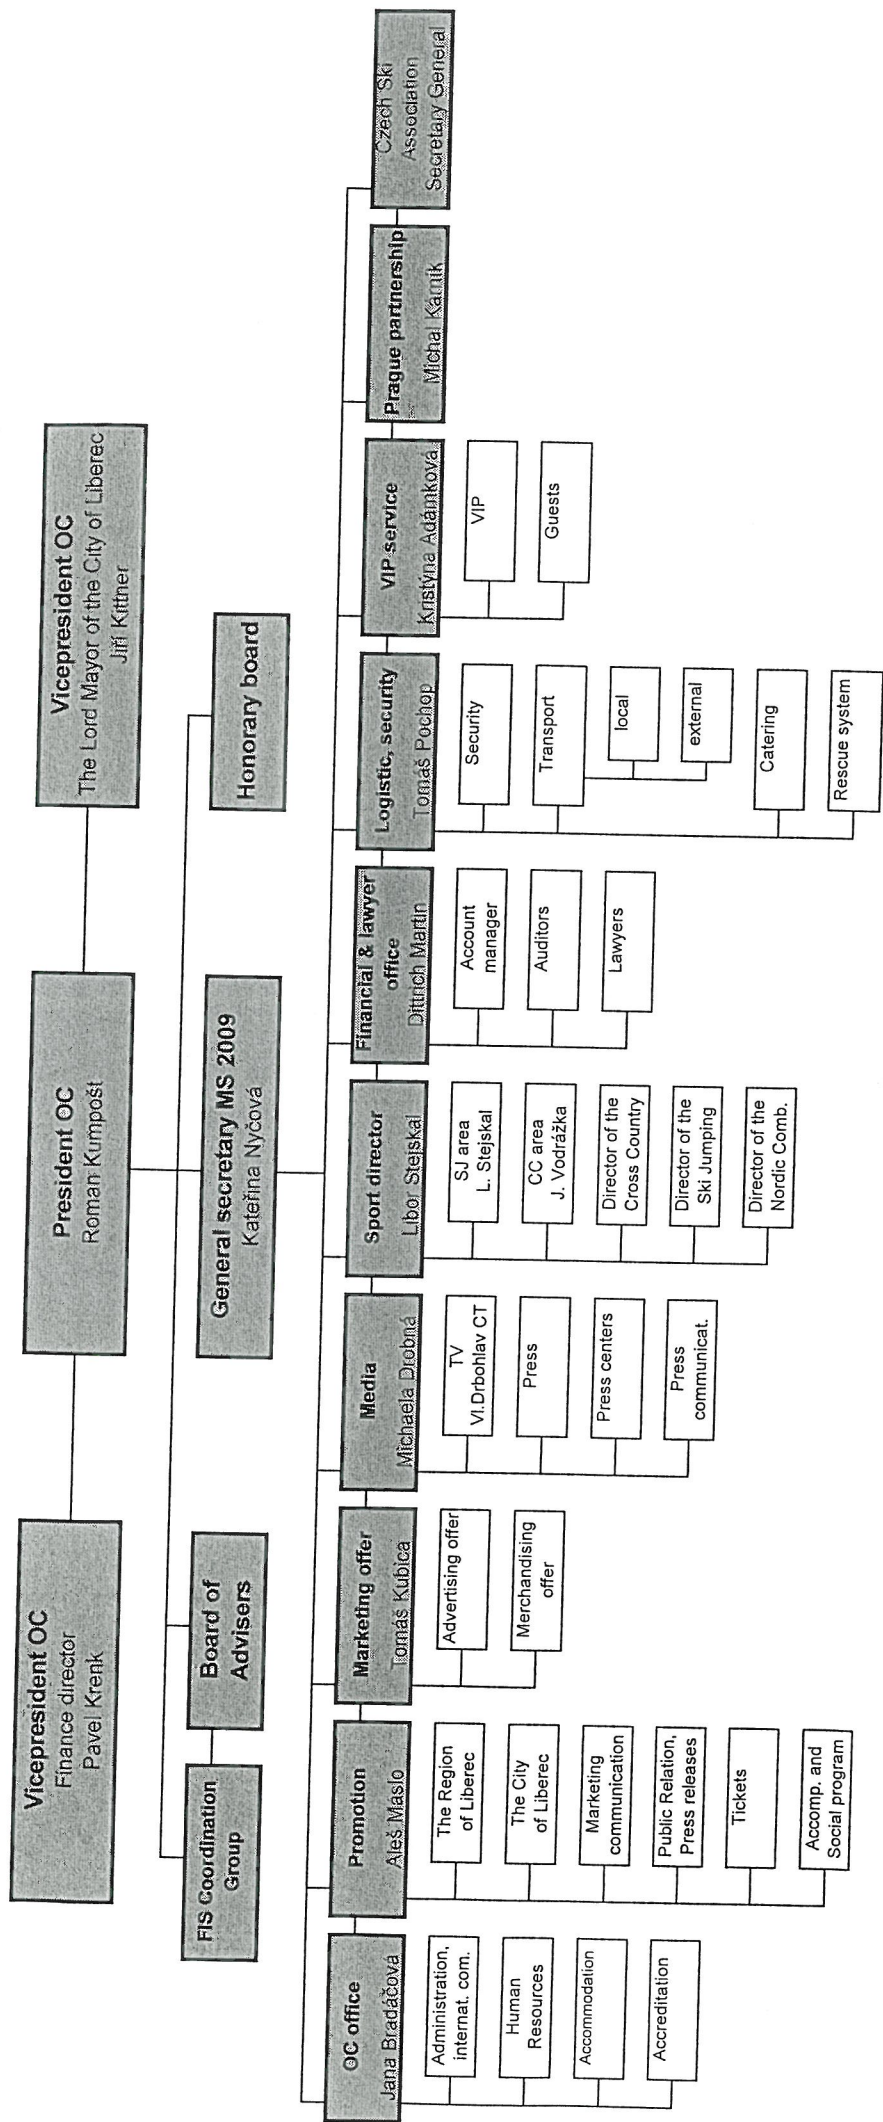 Vicepresident OC
Finance director
Pavel Krenk
President OC
Roman Kumpošt
Vicepresident OC
The Lord Mayor of the City of Liberec
Jiří Kittner
FIS Coordination
Group
Board of
Advisers
General secretary MS 2009
Kateřina Nyčová
Honorary board
OC office
Jana Bradáčová
Administration,
internat. com.
Human
Resources
Accommodation
Accreditation
Promotion
Aleš Maslo
The Region
of Liberec
The City
of Liberec
Marketing
communication
Public Relation,
Press releases
Tickets
Accomp. and
Social program
Marketing offer
Tomáš Kubica
Advertising offer
Merchandising
offer
Media
Michaela Drobná
TV
Vl.Drbohlav CT
Press
Press centers
Press
communicat.
Sport director
Libor Stejskal
SJ area
L. Stejskal
CC area
J. Vodrážka
Director of the
Cross Country
Director of the
Ski Jumping
Director of the
Nordic Comb.
Financial & lawyer
office
Dittrich Martin
Account
manager
Auditors
Lawyers
Logistic, security
Tomáš Pochop
Security
Transport
local
external
Catering
Rescue system
VIP service
Kristýna Adámková
VIP
Guests
Prague partnership
Michal Kárník
Czech Ski
Association
Secretary General